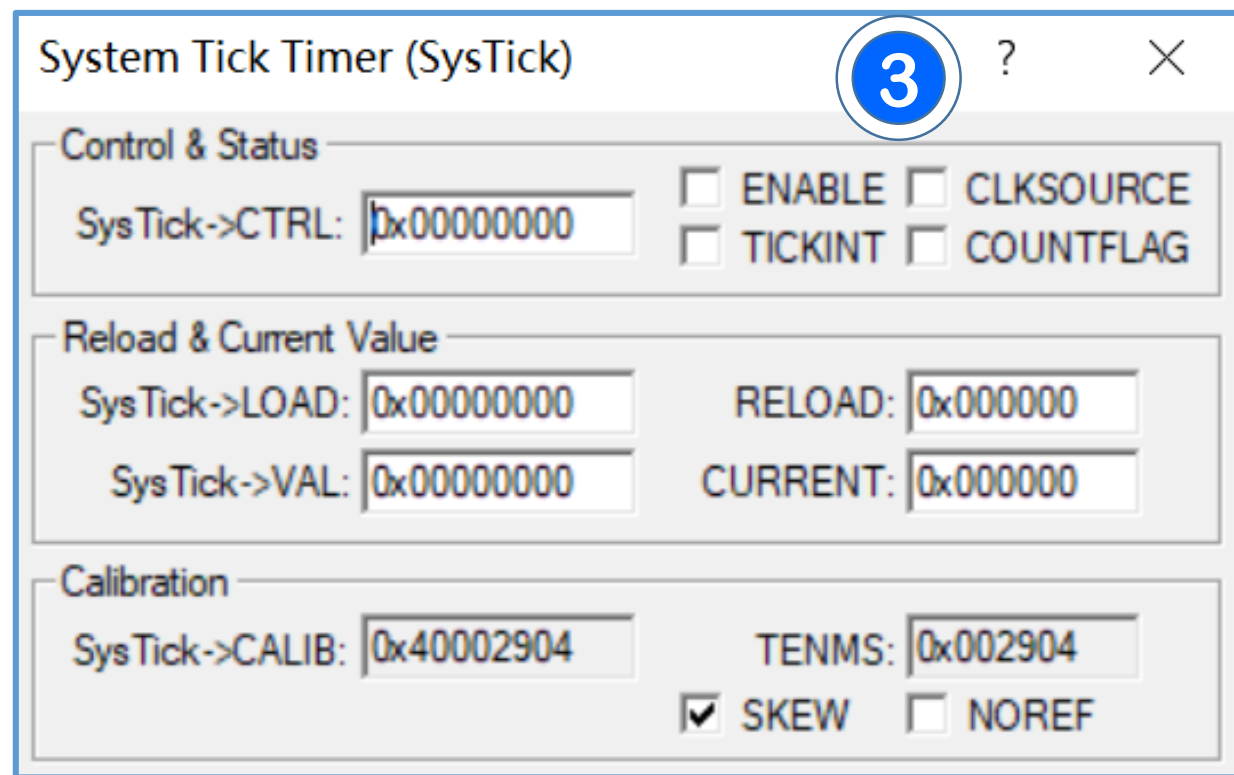 System Tick Timer (SysTick) 3 ? ×
Control & Status
SysTick->CTRL: 0x00000000
ENABLE CLKSOURCE
TICKINT COUNTFLAG
Reload & Current Value
SysTick->LOAD: 0x00000000 RELOAD: 0x000000
SysTick->VAL: 0x00000000 CURRENT: 0x000000
Calibration
SysTick->CALIB: 0x40002904 TENMS: 0x002904
SKEW NOREF